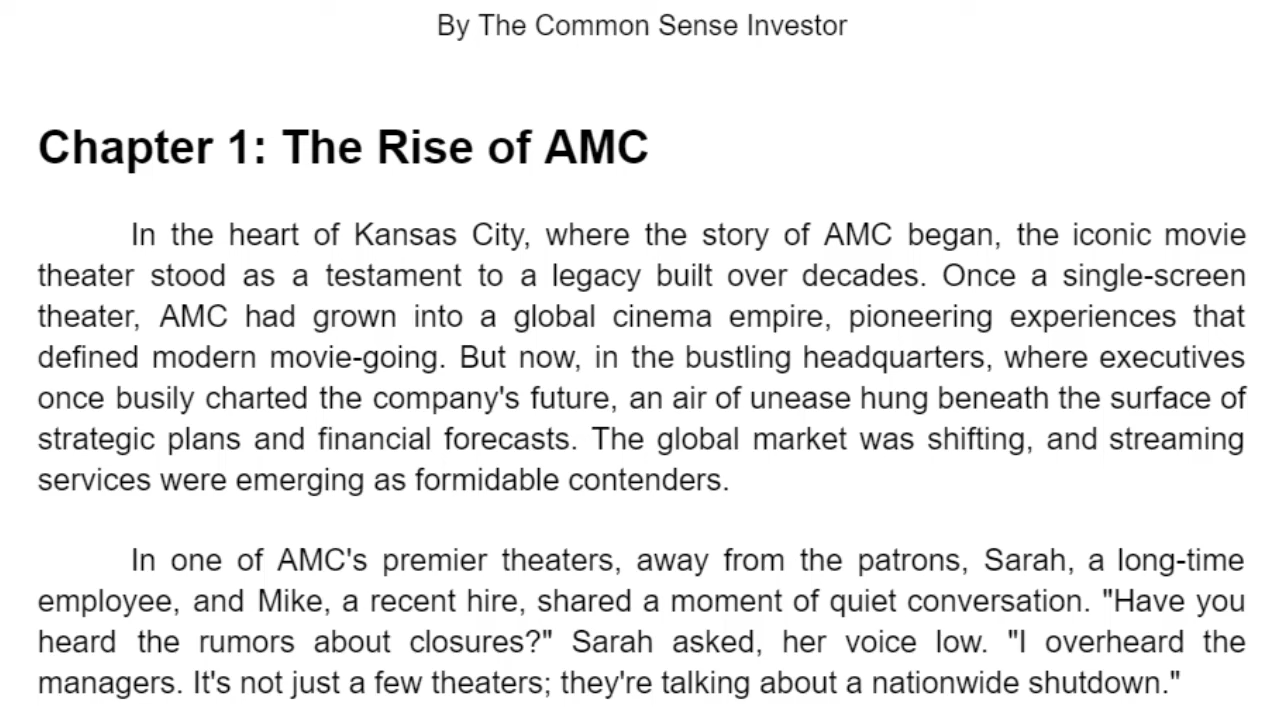 By The Common Sense Investor
Chapter 1: The Rise of AMC
In the heart of Kansas City, where the story of AMC began, the iconic movie
theater stood as a testament to a legacy built over decades. Once a single-screen
theater, AMC had grown into a global cinema empire, pioneering experiences that
defined modern movie-going. But now, in the bustling headquarters, where executives
once busily charted the company's future, an air of unease hung beneath the surface of
strategic plans and financial forecasts. The global market was shifting, and streaming
services were emerging as formidable contenders.
In one of AMC's premier theaters, away from the patrons, Sarah, a long-time
employee, and Mike, a recent hire, shared a moment of quiet conversation. "Have you
heard the rumors about closures?" Sarah asked, her voice low. "I overheard the
managers. It's not just a few theaters; they're talking about a nationwide shutdown."